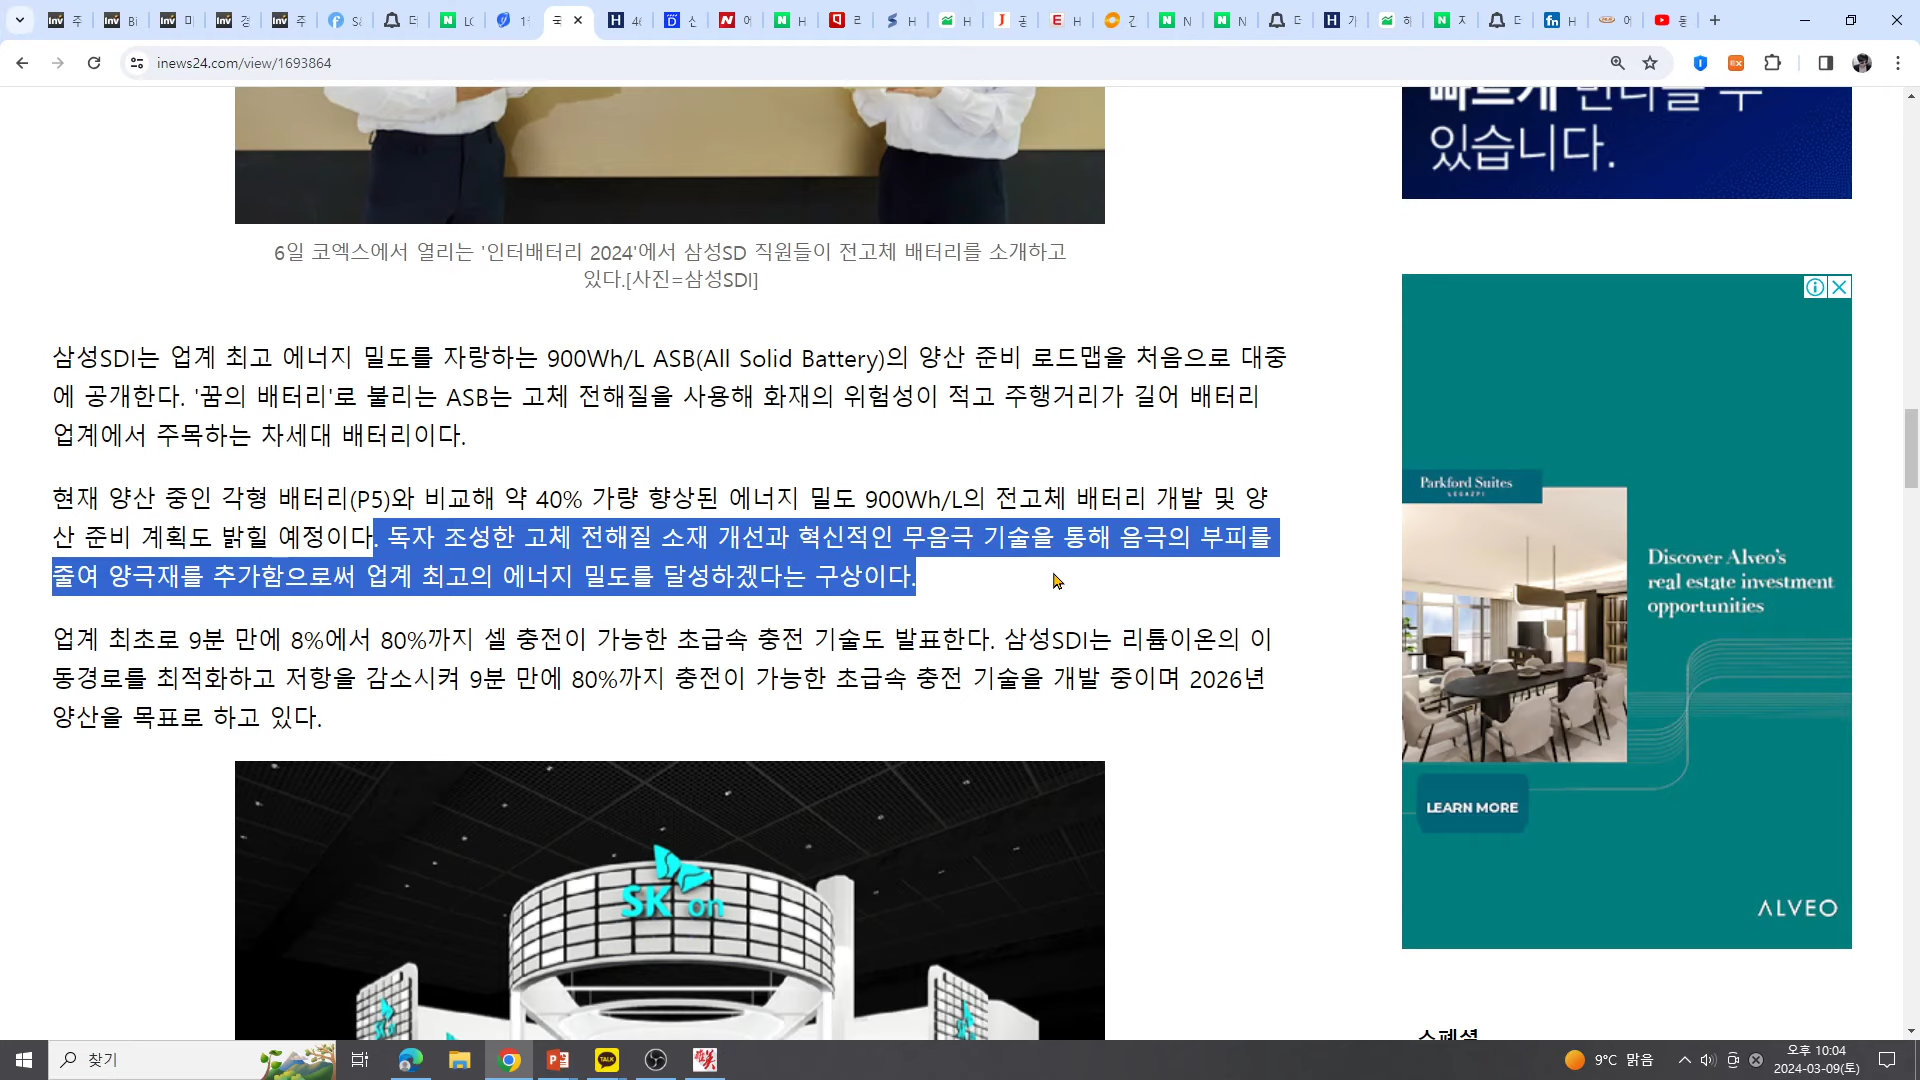 inews24.com/view/1693864
빠르게 만나볼 수
있습니다.
6일 코엑스에서 열리는 '인터배터리 2024'에서 삼성SD 직원들이 전고체 배터리를 소개하고
있다.[사진=삼성SDI]
삼성SDI는 업계 최고 에너지 밀도를 자랑하는 900Wh/L ASB(All Solid Battery)의 양산 준비 로드맵을 처음으로 대중
에 공개한다. '꿈의 배터리'로 불리는 ASB는 고체 전해질을 사용해 화재의 위험성이 적고 주행거리가 길어 배터리
업계에서 주목하는 차세대 배터리이다.
현재 양산 중인 각형 배터리(P5)와 비교해 약 40% 가량 향상된 에너지 밀도 900Wh/L의 전고체 배터리 개발 및 양
산 준비 계획도 밝힐 예정이다. 독자 조성한 고체 전해질 소재 개선과 혁신적인 무음극 기술을 통해 음극의 부피를
줄여 양극재를 추가함으로써 업계 최고의 에너지 밀도를 달성하겠다는 구상이다.
업계 최초로 9분 만에 8%에서 80%까지 셀 충전이 가능한 초급속 충전 기술도 발표한다. 삼성SDI는 리튬이온의 이
동경로를 최적화하고 저항을 감소시켜 9분 만에 80%까지 충전이 가능한 초급속 충전 기술을 개발 중이며 2026년
양산을 목표로 하고 있다.
SK on
Parkford Suites
LEGAZPI
Discover Alveo's
real estate investment
opportunities
LEARN MORE
ALVEO
스페셜
찾기
9°C 맑음
오후 10:04
2024-03-09(토)